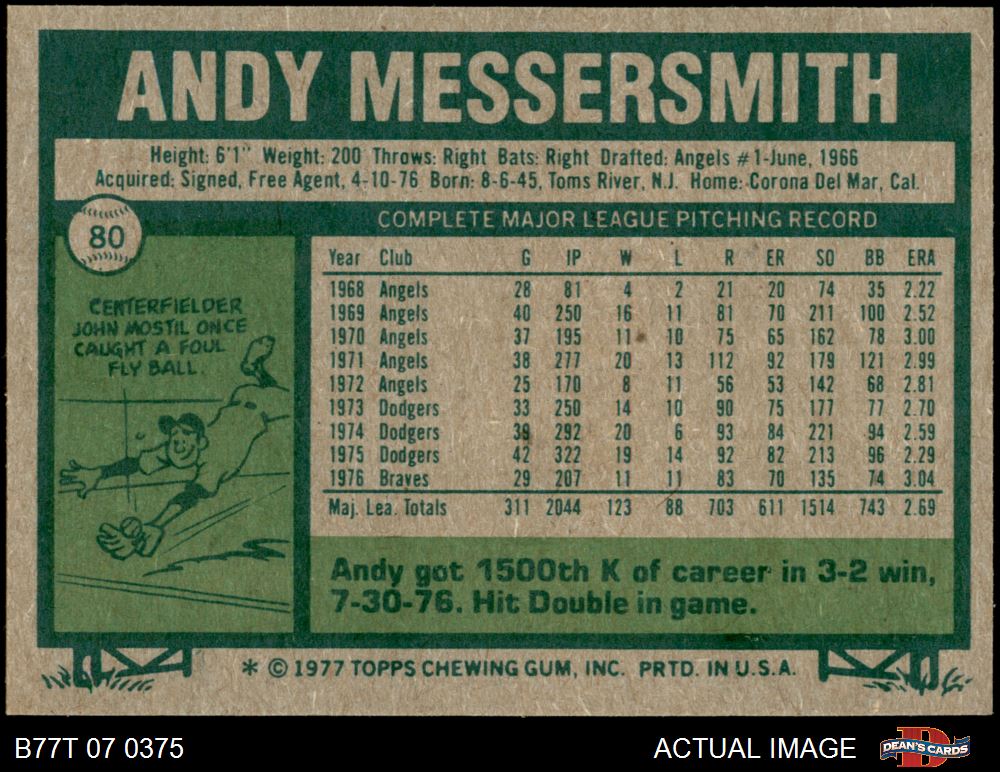 ANDY MESSERSMITH
Height: 6'1" Weight: 200 Throws: Right Bats: Right Drafted: Angels #1-June, 1966
Acquired: Signed, Free Agent, 4-10-76 Born: 8-6-45, Toms River, N.J. Home: Corona Del Mar, Cal.
80
COMPLETE MAJOR LEAGUE PITCHING RECORD
CENTERFIELDER
JOHN MOSTIL ONCE
CAUGHT A FOUL
FLY BALL.
Year Club G IP W L R ER SO BB ERA
1968 Angels 28 81 4 2 21 20 74 35 2.22
1969 Angels 40 250 16 11 81 70 211 100 2.52
1970 Angels 37 195 11 10 75 65 162 78 3.00
1971 Angels 38 277 20 13 112 92 179 121 2.99
1972 Angels 25 170 8 11 56 53 142 68 2.81
1973 Dodgers 33 250 14 10 90 75 177 77 2.70
1974 Dodgers 39 292 20 6 93 84 221 94 2.59
1975 Dodgers 42 322 19 14 92 82 213 96 2.29
1976 Braves 29 207 11 11 83 70 135 74 3.04
Maj. Lea. Totals 311 2044 123 88 703 611 1514 743 2.69
Andy got 1500th K of career in 3-2 win,
7-30-76. Hit Double in game.
* © 1977 TOPPS CHEWING GUM, INC. PRTD. IN U.S.A.
B77T 07 0375
ACTUAL IMAGE
DEAN'S CARDS